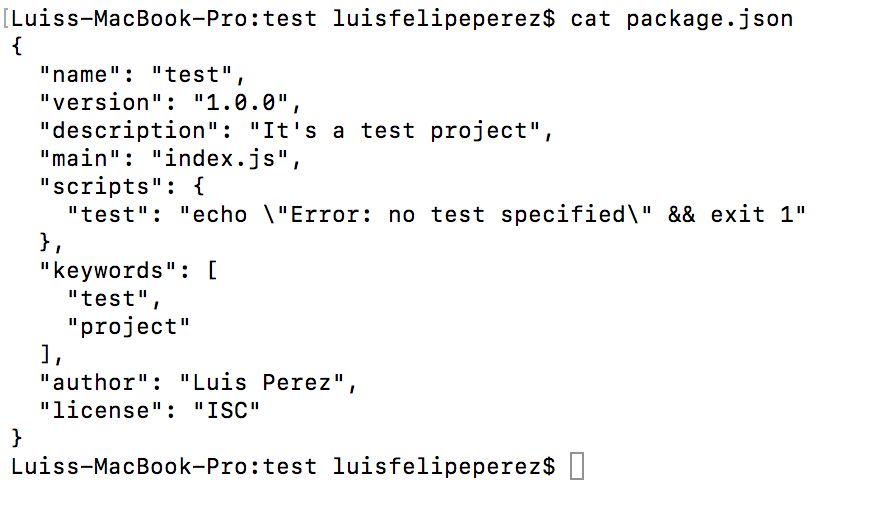 [Luiss-MacBook-Pro:test luisfelipeperez$ cat package.json
{
  "name": "test",
  "version": "1.0.0",
  "description": "It's a test project",
  "main": "index.js",
  "scripts": {
    "test": "echo \"Error: no test specified\" && exit 1"
  },
  "keywords": [
    "test",
    "project"
  ],
  "author": "Luis Perez",
  "license": "ISC"
}
Luiss-MacBook-Pro:test luisfelipeperez$